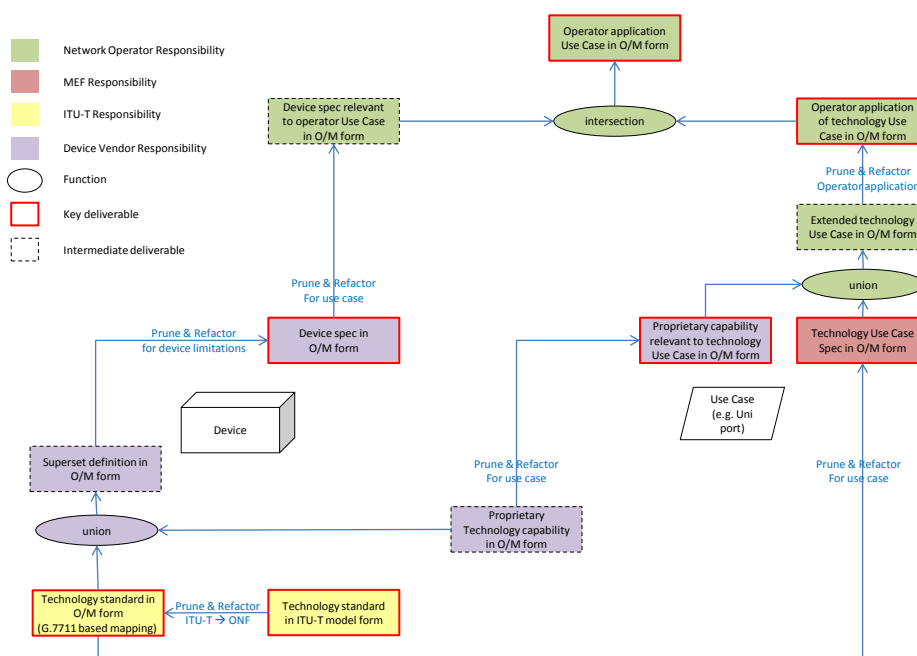 Network Operator Responsibility
MEF Responsibility
ITU-T Responsibility
Device Vendor Responsibility
Function
Key deliverable
Intermediate deliverable
Operator application
Use Case in O/M form
Device spec relevant
to operator Use Case
in O/M form
intersection
Operator application
of technology Use
Case in O/M form
Prune & Refactor
Operator application
Extended technology
Use Case in O/M form
union
Prune & Refactor
For use case
Prune & Refactor
for device limitations
Device spec in
O/M form
Proprietary capability
relevant to technology
Use Case in O/M form
Technology Use Case
Spec in O/M form
Device
Use Case
(e.g. Uni
port)
Superset definition in
O/M form
Prune & Refactor
For use case
Prune & Refactor
For use case
union
Proprietary
Technology capability
in O/M form
Technology standard in
O/M form
(G.7711 based mapping)
Prune & Refactor
ITU-T → ONF
Technology standard
in ITU-T model form